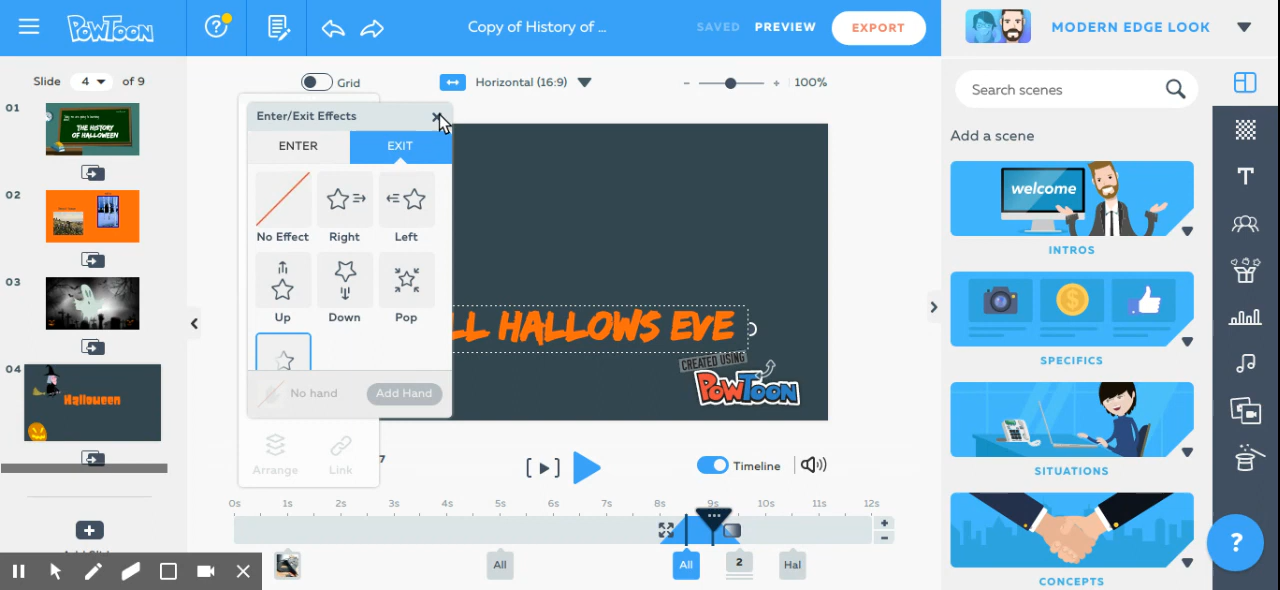 POWTOON
?
Copy of History of ...
SAVED
PREVIEW
EXPORT
MODERN EDGE LOOK
Slide 4 of 9
Grid
Horizontal (16:9)
- + 100%
Search scenes
Add a scene
01
THE HISTORY
OF HALLOWEEN
02
03
04
Halloween
Enter/Exit Effects
ENTER
EXIT
No Effect
Right
Left
Up
Down
Pop
No hand
Add Hand
Arrange
Link
LL HALLOWS EVE
CREATED USING
POWTOON
7
Timeline
0s 1s 2s 3s 4s 5s 6s 7s 8s 9s 10s 11s 12s
+
-
All
All
2
Hal
welcome
INTROS
SPECIFICS
SITUATIONS
CONCEPTS
?